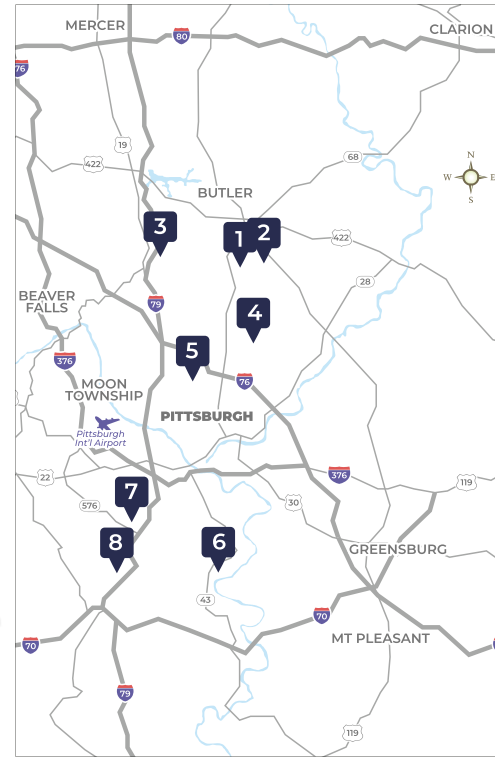 MERCER
80
CLARION
76
19
422
68
N
W
E
S
BUTLER
3
1
2
422
28
BEAVER
FALLS
79
4
376
5
76
MOON
TOWNSHIP
PITTSBURGH
Pittsburgh
Int'l Airport
22
376
119
7
576
30
8
6
GREENSBURG
43
70
70
MT PLEASANT
79
119